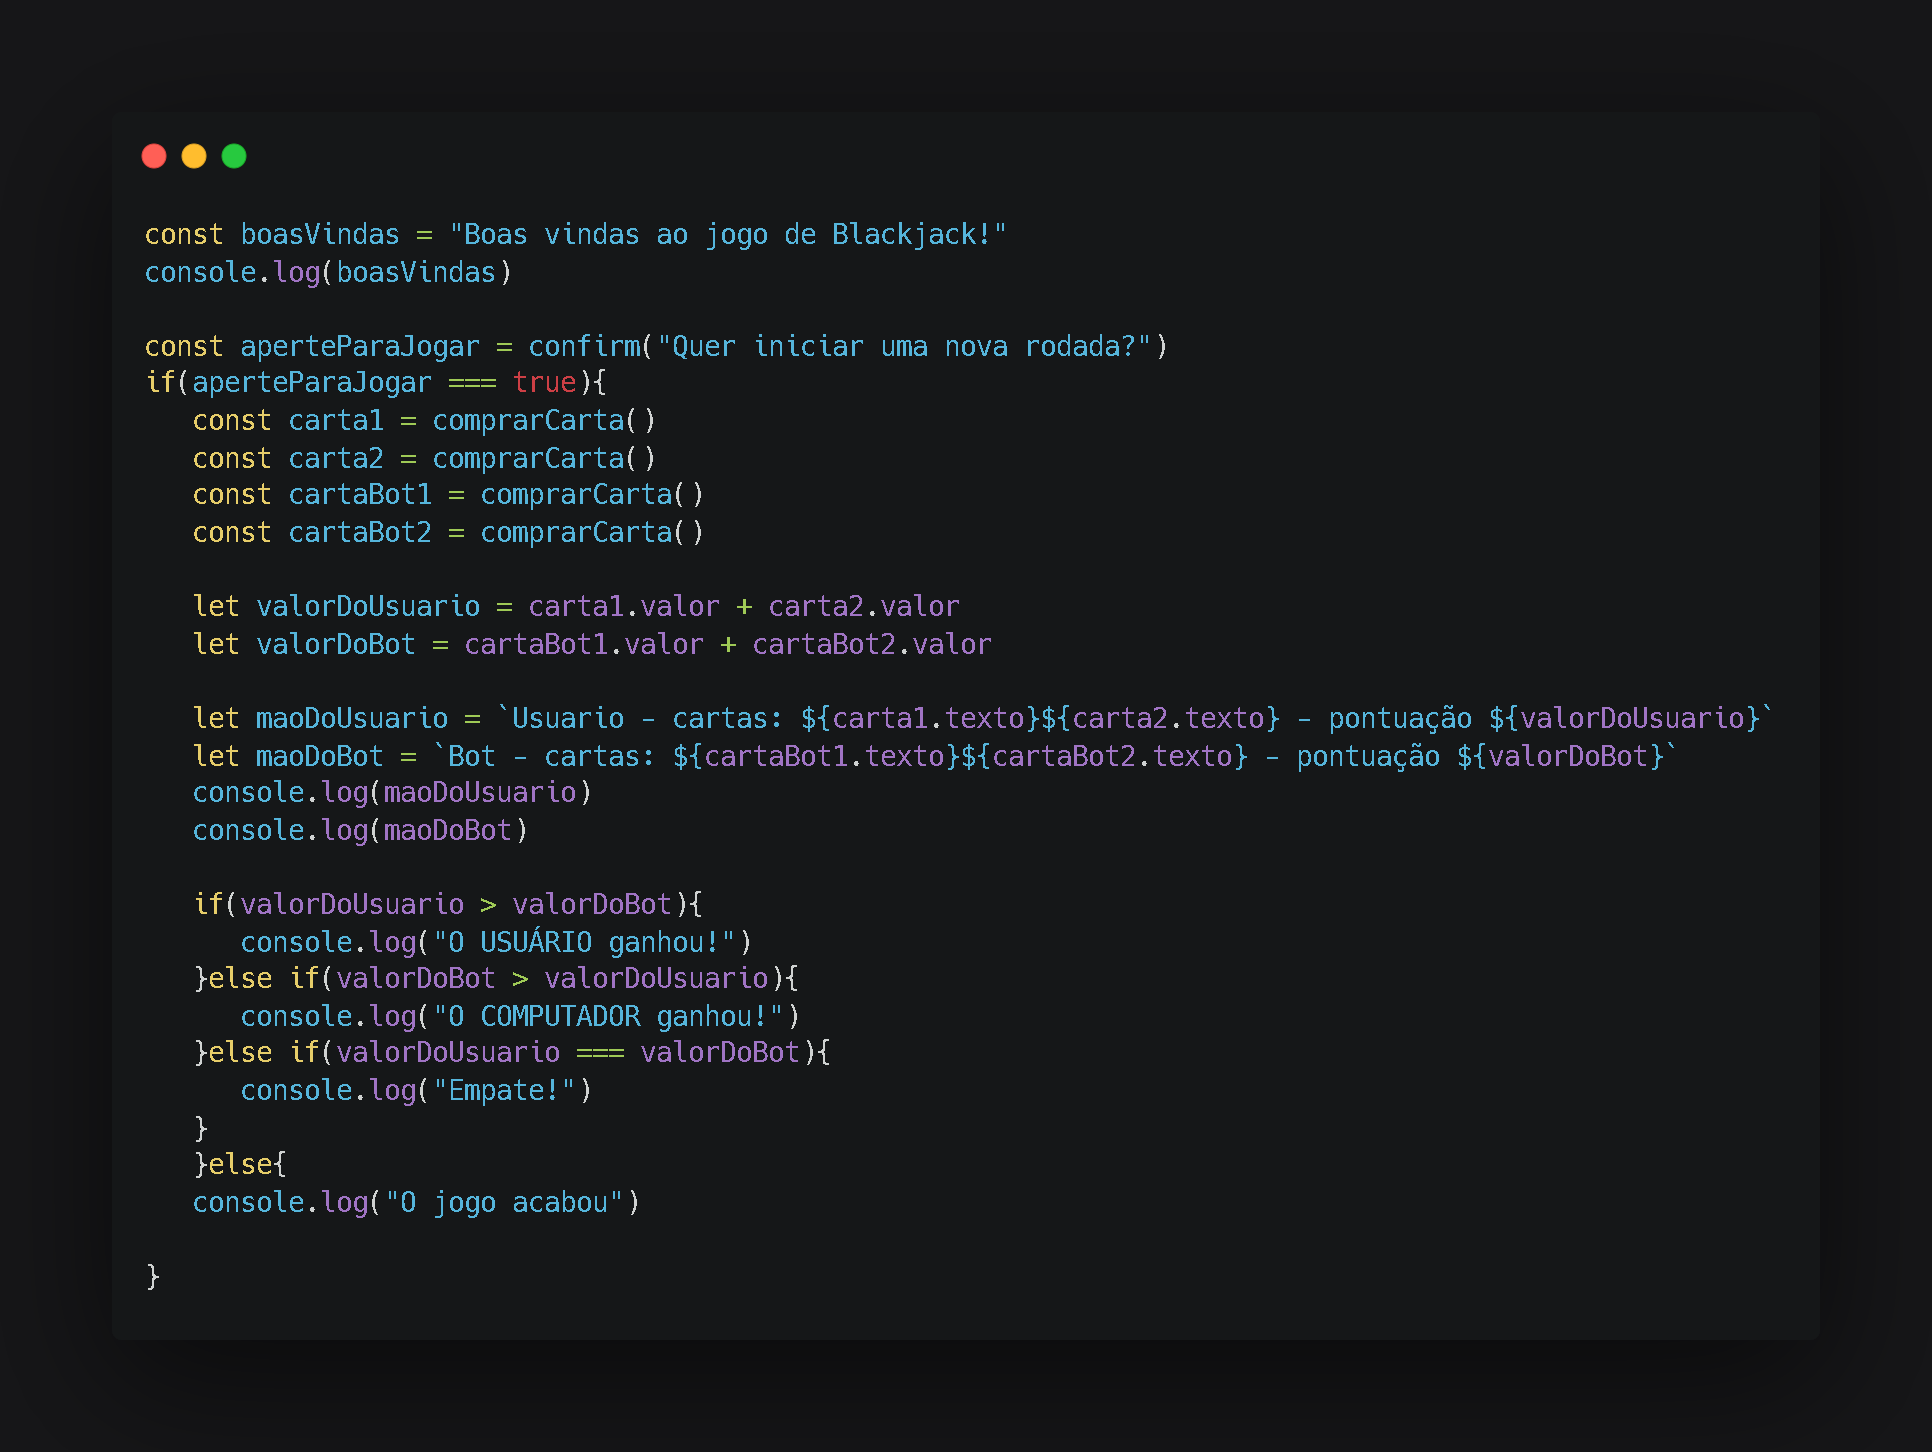 const boasVindas = "Boas vindas ao jogo de Blackjack!"
console.log(boasVindas)
const aperteParaJogar = confirm("Quer iniciar uma nova rodada?")
if(aperteParaJogar === true){
const carta1 = comprarCarta()
const carta2 = comprarCarta()
const cartaBot1 = comprarCarta()
const cartaBot2 = comprarCarta()
let valorDoUsuario = carta1.valor + carta2.valor
let valorDoBot = cartaBot1.valor + cartaBot2.valor
let maoDoUsuario = `Usuario - cartas: ${carta1.texto}${carta2.texto} - pontuação ${valorDoUsuario}`
let maoDoBot = `Bot - cartas: ${cartaBot1.texto}${cartaBot2.texto} - pontuação ${valorDoBot}`
console.log(maoDoUsuario)
console.log(maoDoBot)
if(valorDoUsuario > valorDoBot){
console.log("O USUÁRIO ganhou!")
}else if(valorDoBot > valorDoUsuario){
console.log("O COMPUTADOR ganhou!")
}else if(valorDoUsuario === valorDoBot){
console.log("Empate!")
}
}else{
console.log("O jogo acabou")
}